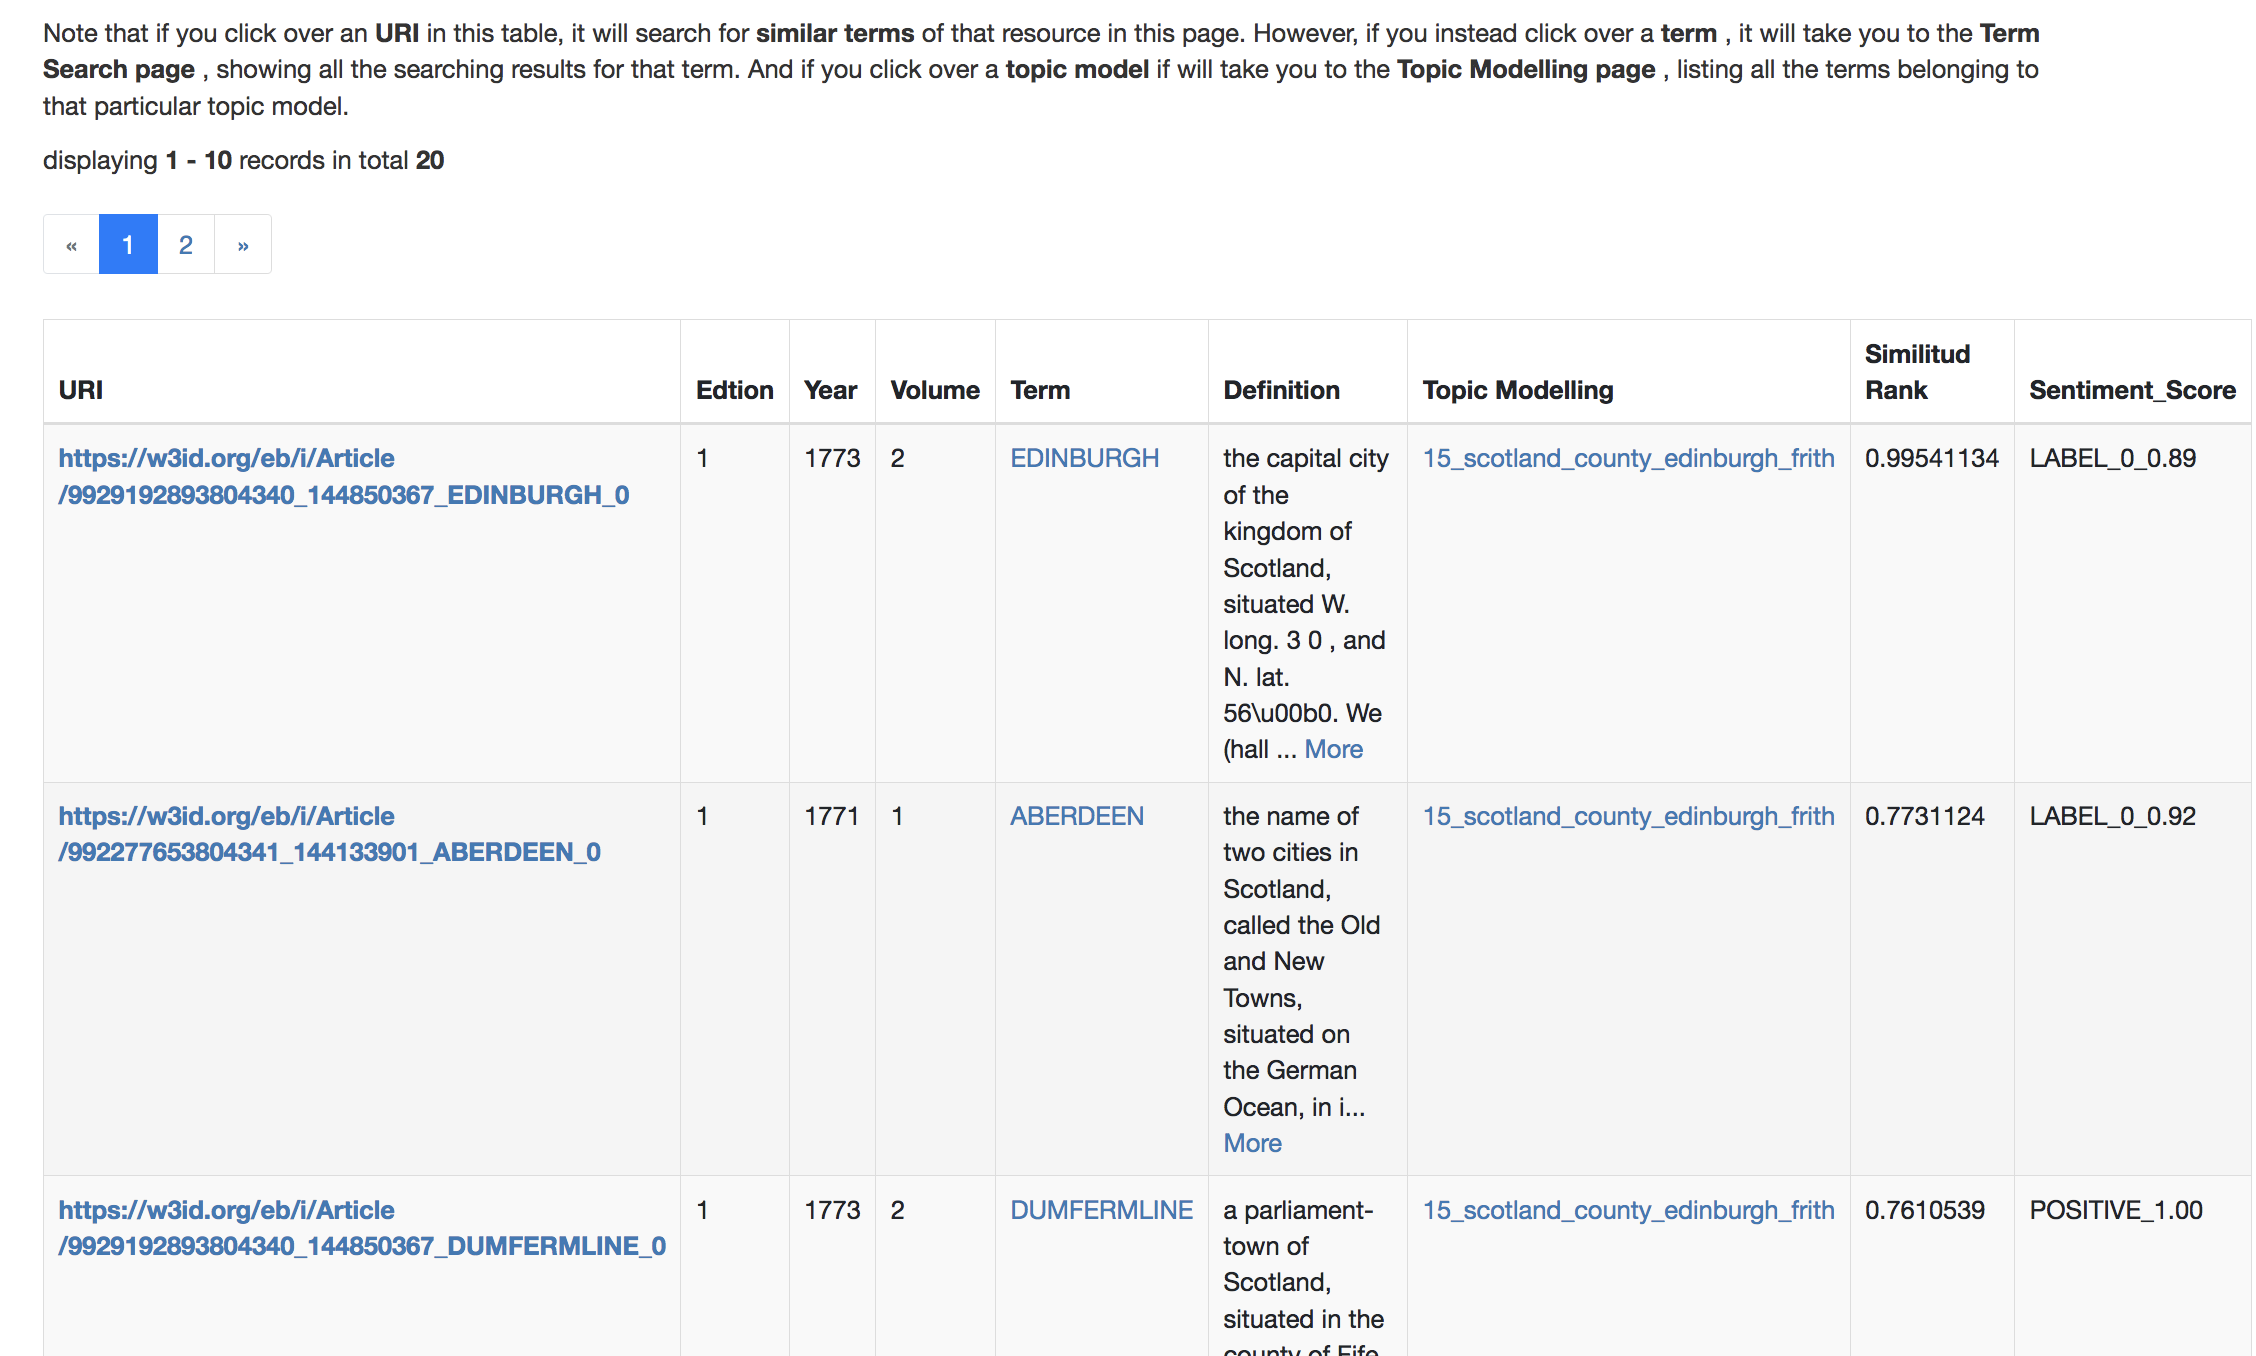 Note that if you click over an URI in this table, it will search for similar terms of that resource in this page. However, if you instead click over a term , it will take you to the Term
Search page , showing all the searching results for that term. And if you click over a topic model if will take you to the Topic Modelling page , listing all the terms belonging to
that particular topic model.
displaying 1 - 10 records in total 20
« 1 2 »
URI Edtion Year Volume Term Definition Topic Modelling Similitud Rank Sentiment_Score
https://w3id.org/eb/i/Article
/9929192893804340_144850367_EDINBURGH_0
1
1773
2
EDINBURGH
the capital city
of the
kingdom of
Scotland,
situated W.
long. 3 0 , and
N. lat.
56\u00b0. We
(hall ... More
15_scotland_county_edinburgh_frith
0.99541134
LABEL_0_0.89
https://w3id.org/eb/i/Article
/992277653804341_144133901_ABERDEEN_0
1
1771
1
ABERDEEN
the name of
two cities in
Scotland,
called the Old
and New
Towns,
situated on
the German
Ocean, in i...
More
15_scotland_county_edinburgh_frith
0.7731124
LABEL_0_0.92
https://w3id.org/eb/i/Article
/9929192893804340_144850367_DUMFERMLINE_0
1
1773
2
DUMFERMLINE
a parliament-
town of
Scotland,
situated in the
county of Fife
15_scotland_county_edinburgh_frith
0.7610539
POSITIVE_1.00